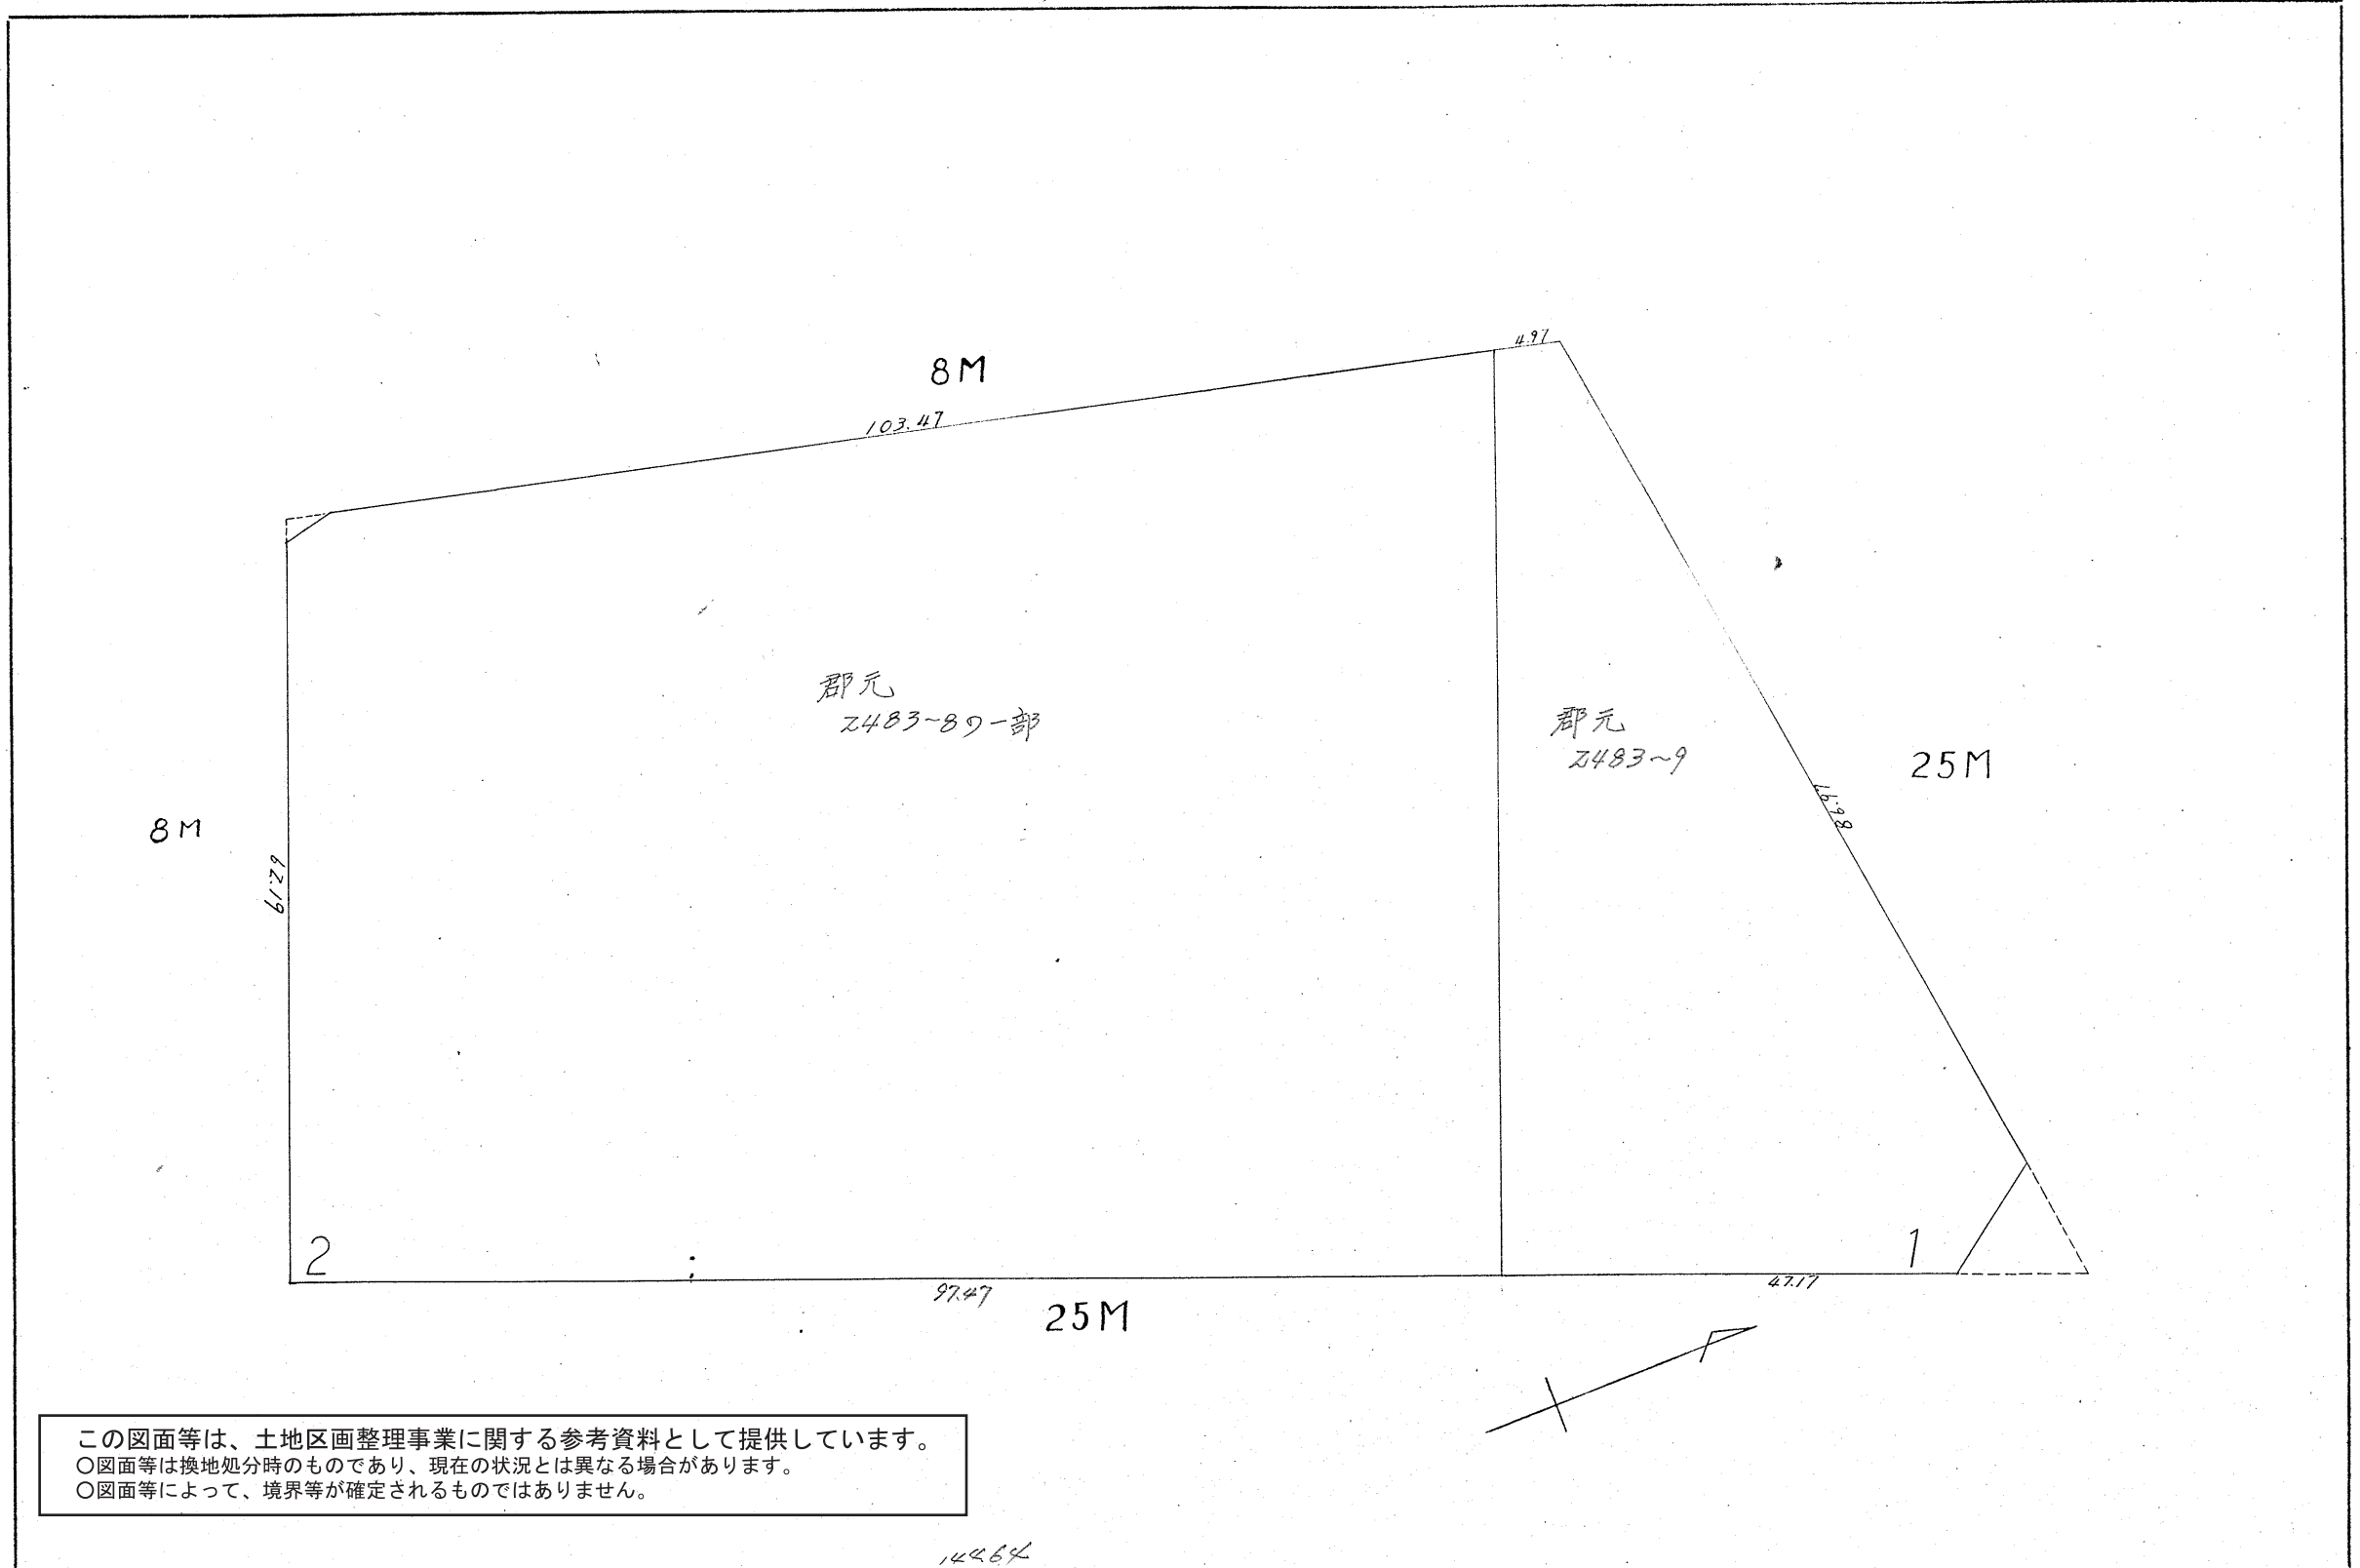 4.97
8M
103.47
郡元
2483~8の一部
郡元
2483~9
25M
86.97
8M
62.19
2
1
97.47
47.17
25M
この図面等は、土地区画整理事業に関する参考資料として提供しています。
○図面等は換地処分時のものであり、現在の状況とは異なる場合があります。
○図面等によって、境界等が確定されるものではありません。
144.64